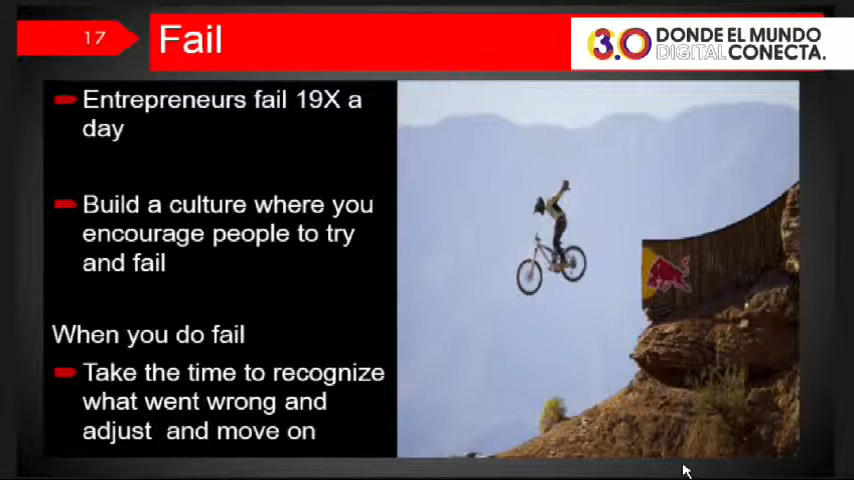 17
Fail
3.0 DONDE EL MUNDO
DIGITAL CONECTA.
Entrepreneurs fail 19X a
day
Build a culture where you
encourage people to try
and fail
When you do fail
Take the time to recognize
what went wrong and
adjust and move on